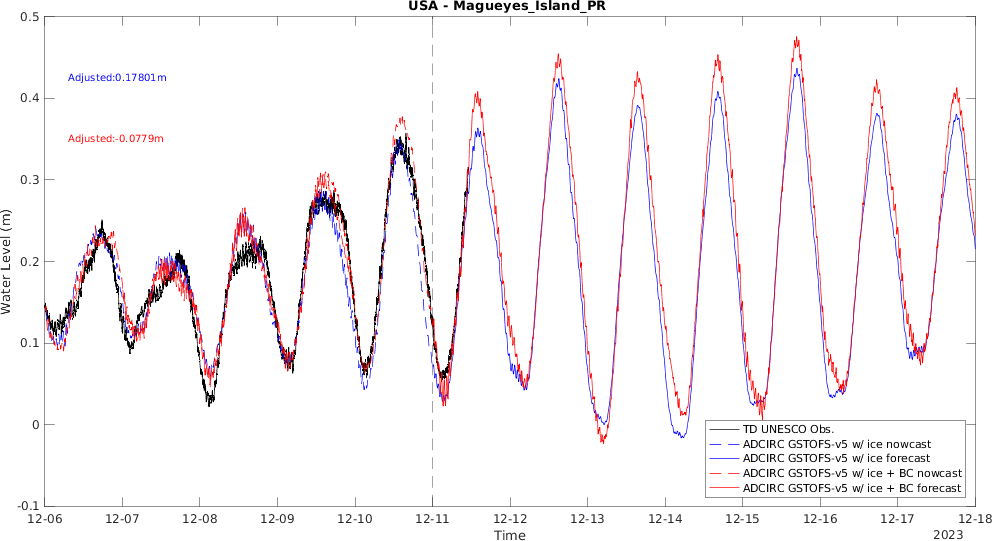 USA - Magueyes_Island_PR
0.5
0.4
0.3
0.2
0.1
0
-0.1
Water Level (m)
Adjusted:0.17801m
Adjusted:-0.0779m
TD UNESCO Obs.
ADCIRC GSTOFS-v5 w/ ice nowcast
ADCIRC GSTOFS-v5 w/ ice forecast
ADCIRC GSTOFS-v5 w/ ice + BC nowcast
ADCIRC GSTOFS-v5 w/ ice + BC forecast
12-06 12-07 12-08 12-09 12-10 12-11 12-12 12-13 12-14 12-15 12-16 12-17 12-18
Time
2023